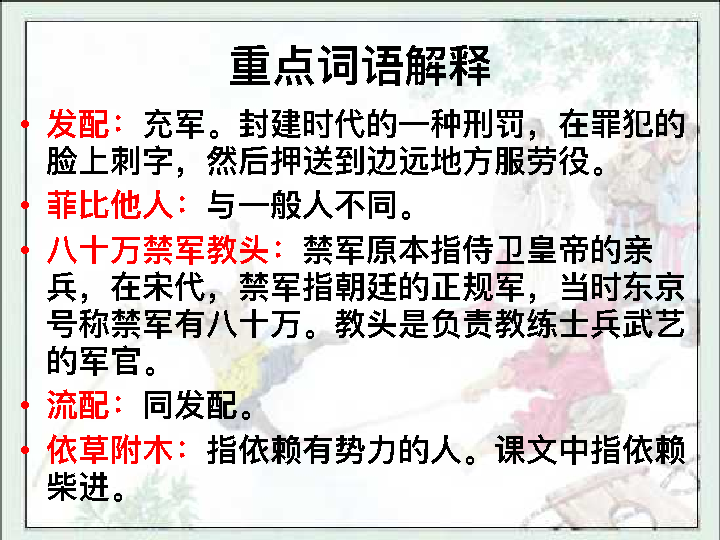 重点词语解释
• 发配：充军。封建时代的一种刑罚，在罪犯的
脸上刺字，然后押送到边远地方服劳役。
• 菲比他人：与一般人不同。
• 八十万禁军教头：禁军原本指侍卫皇帝的亲
兵，在宋代，禁军指朝廷的正规军，当时东京
号称禁军有八十万。教头是负责教练士兵武艺
的军官。
• 流配：同发配。
• 依草附木：指依赖有势力的人。课文中指依赖
柴进。